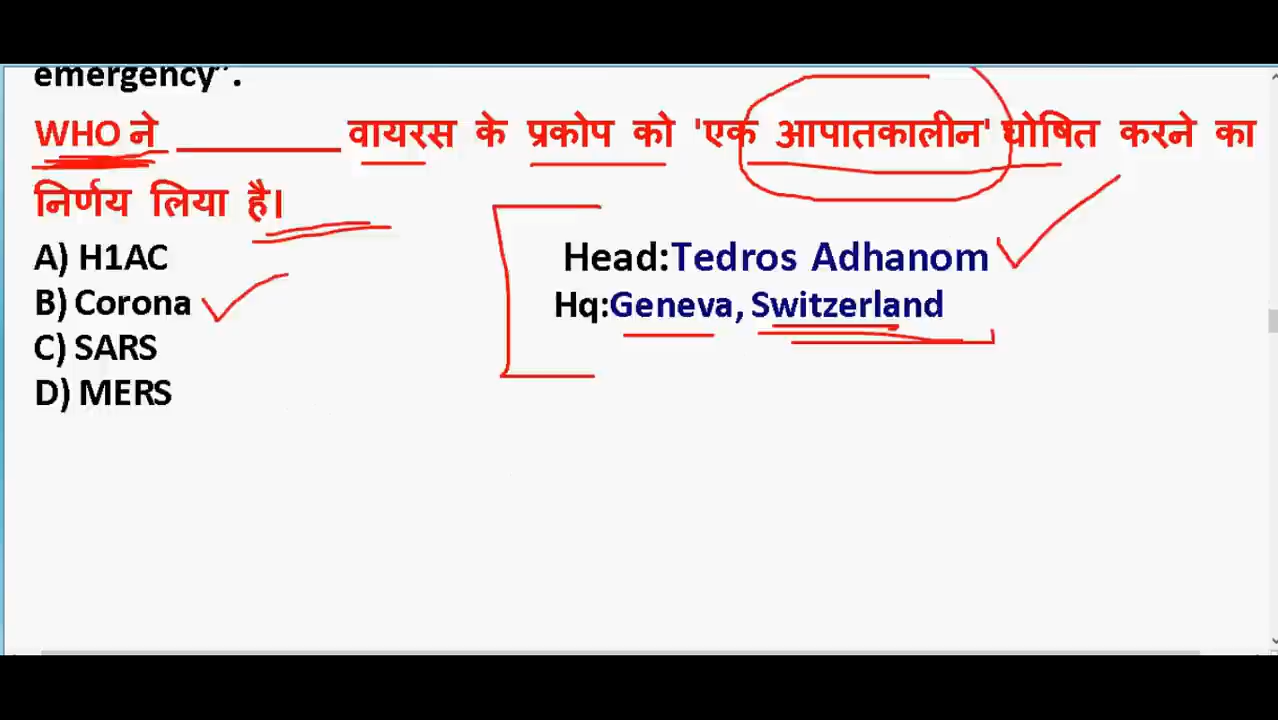 emergency”.
WHO ने __________ वायरस के प्रकोप को 'एक आपातकालीन' घोषित करने का
निर्णय लिया है।
A) H1AC
B) Corona
C) SARS
D) MERS
Head:Tedros Adhanom
Hq:Geneva, Switzerland